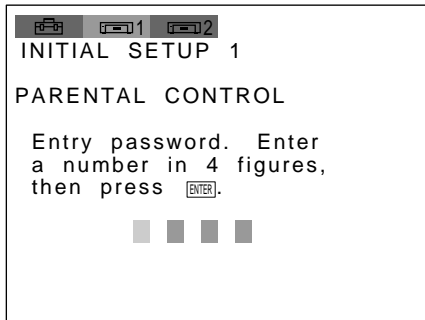 1 2
INITIAL SETUP 1
PARENTAL CONTROL
Entry password. Enter
a number in 4 figures,
then press ENTER.